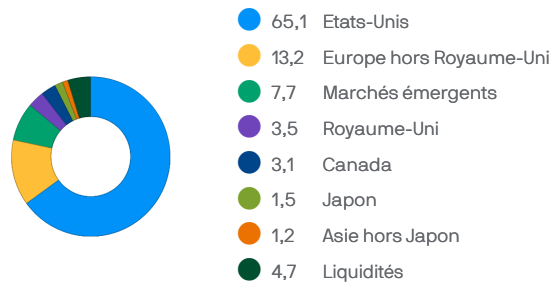 65,1 Etats-Unis
13,2 Europe hors Royaume-Uni
7,7 Marchés émergents
3,5 Royaume-Uni
3,1 Canada
1,5 Japon
1,2 Asie hors Japon
4,7 Liquidités